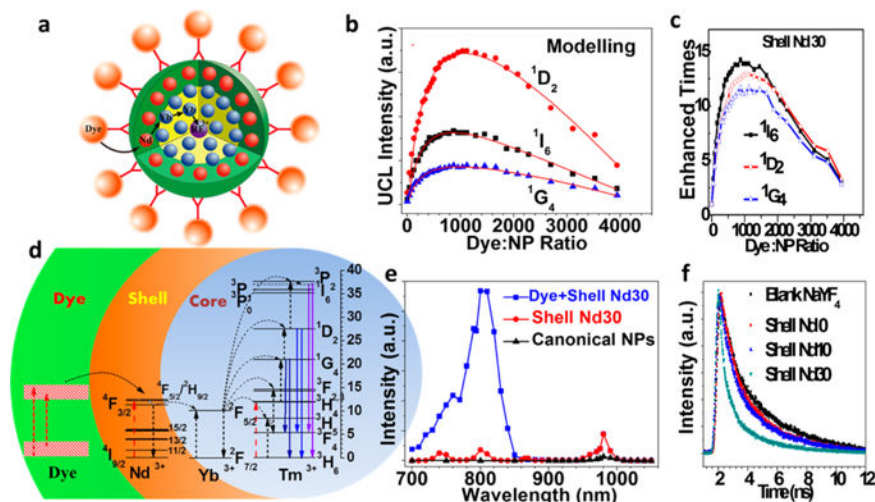 a
Dye
Nd
Yb
Yb
b
Modelling
UCL Intensity (a.u.)
¹D₂
¹I₆
¹G₄
0 1000 2000 3000 4000
Dye:NP Ratio
c
Shell Nd30
Enhanced Times
15
10
5
0
¹I6
¹D2
¹G4
0 1000 2000 3000 4000
Dye:NP Ratio
d
Dye
Shell
Core
Dye
⁴F₅/₂/²H₉/₂
⁴F₃/₂
15/2
13/2
11/2
⁴I₉/₂
Nd³⁺
²F₅/₂
²F₇/₂
Yb³⁺
³P₂
¹I₆
³P₁
³P₀
¹D₂
¹G₄
³F₂,₃
³H₄
³H₅
³F₄
³H₆
Tm³⁺
40
35
30
25
20
15
10
5
0
e
Dye+Shell Nd30
Shell Nd30
Canonical NPs
Intensity (a.u.)
700 800 900 1000
Wavelength (nm)
f
Blank NaYF₄
Shell Nd0
Shell Nd10
Shell Nd30
Intensity (a.u.)
2 4 6 8 10 12
Time (ns)